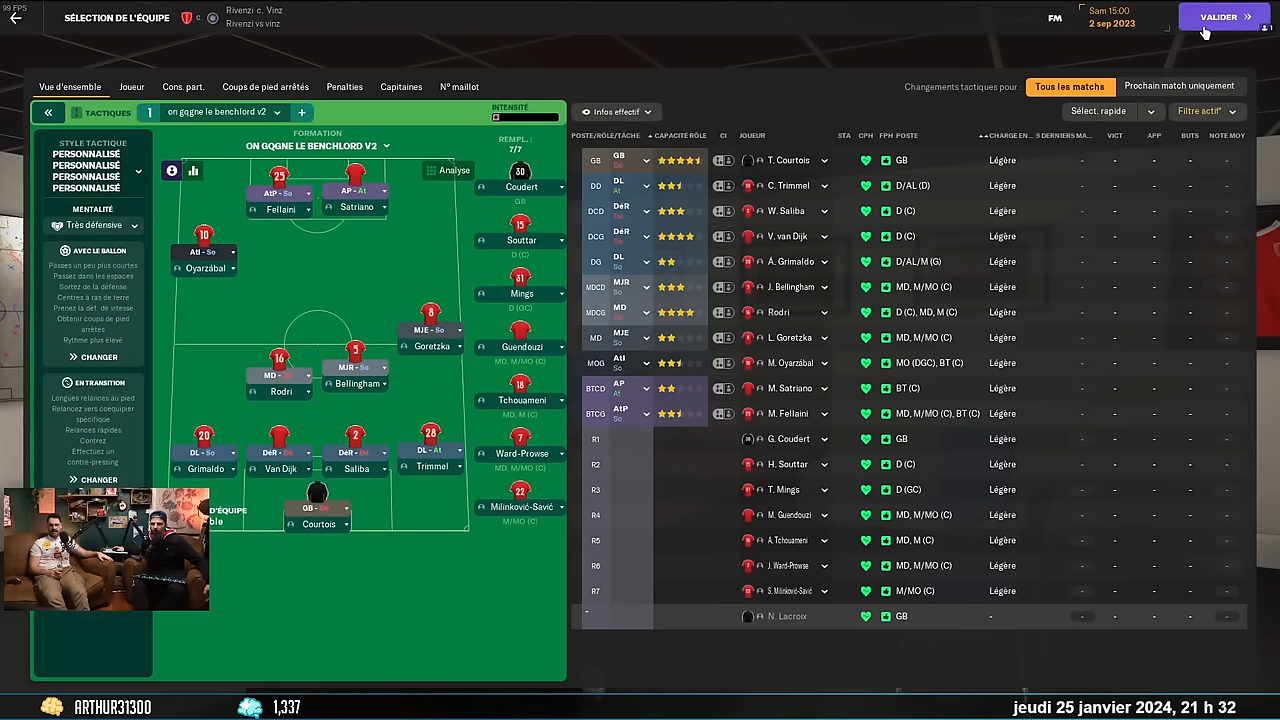 99 FPS
SÉLECTION DE L'ÉQUIPE
c.
Rivenzi c. Vinz
Rivenzi vs vinz
FM
Sam 15:00
2 sep 2023
VALIDER
1
Vue d'ensemble
Joueur
Cons. part.
Coups de pied arrêtés
Penalties
Capitaines
N° maillot
Changements tactiques pour :
Tous les matchs
Prochain match uniquement
TACTIQUES
1
on gqgne le benchlord v2
+
INTENSITÉ
Infos effectif
Sélect. rapide
Filtre actif*
STYLE TACTIQUE
PERSONALISÉ
PERSONALISÉ
PERSONALISÉ
PERSONALISÉ
MENTALITÉ
Très défensive
AVEC LE BALLON
Passes un peu plus courtes
Passez dans les espaces
Sortez de la défense
Centres à ras de terre
Prenez la déf. de vitesse
Obtenir coups de pied
arrêtés
Rythme plus élevé
CHANGER
EN TRANSITION
Longues relances au pied
Relancez vers coéquipier
spécifique
Relances rapides
Contrez
Effectuez un
contre-pressing
CHANGER
D'ÉQUIPE
ble
FORMATION
ON GQGNE LE BENCHLORD V2
Analyse
25
AtP - So
Fellaini
AP - At
Satriano
10
Atl - So
Oyarzábal
8
MJE - So
Goretzka
16
MD - Dé
Rodri
5
MJR - So
Bellingham
20
DL - So
Grimaldo
DéR - Dé
Van Dijk
2
DéR - Dé
Saliba
28
DL - At
Trimmel
GB - Dé
Courtois
REMPL. :
7/7
30
Coudert
GB
15
Souttar
D (C)
31
Mings
D (GC)
Guendouzi
MD, M/MO (C)
18
Tchouameni
MD, M (C)
7
Ward-Prowse
MD, M/MO (C)
22
Milinković-Savić
M/MO (C)
POSTE/RÔLE/TÂCHE CAPACITÉ RÔLE CI JOUEUR STA CPH FPH POSTE CHARGE EN... 5 DERNIERS MA... VICT APP BUTS NOTE MOY
GB GB Dé T. Courtois GB Légère - - - - -
DD DL At C. Trimmel D/AL (D) Légère - - - - -
DCD DéR Dé W. Saliba D (C) Légère - - - - -
DCG DéR Dé V. van Dijk D (C) Légère - - - - -
DG DL So A. Grimaldo D/AL/M (G) Légère - - - - -
MDCD MJR So J. Bellingham MD, M/MO (C) Légère - - - - -
MDCG MD Dé Rodri D (C), MD, M (C) Légère - - - - -
MD MJE So L. Goretzka MD, M/MO (C) Légère - - - - -
MOG Atl So M. Oyarzábal MO (DGC), BT (C) Légère - - - - -
BTCD AP At M. Satriano BT (C) Légère - - - - -
BTCG AtP So M. Fellaini MD, M/MO (C), BT (C) Légère - - - - -
R1 G. Coudert GB Légère - - - - -
R2 H. Souttar D (C) Légère - - - - -
R3 T. Mings D (GC) Légère - - - - -
R4 M. Guendouzi MD, M/MO (C) Légère - - - - -
R5 A. Tchouameni MD, M (C) Légère - - - - -
R6 J. Ward-Prowse MD, M/MO (C) Légère - - - - -
R7 S. Milinković-Savić M/MO (C) Légère - - - - -
- N. Lacroix GB - - - - - -
ARTHUR31300
1,337
jeudi 25 janvier 2024, 21 h 32